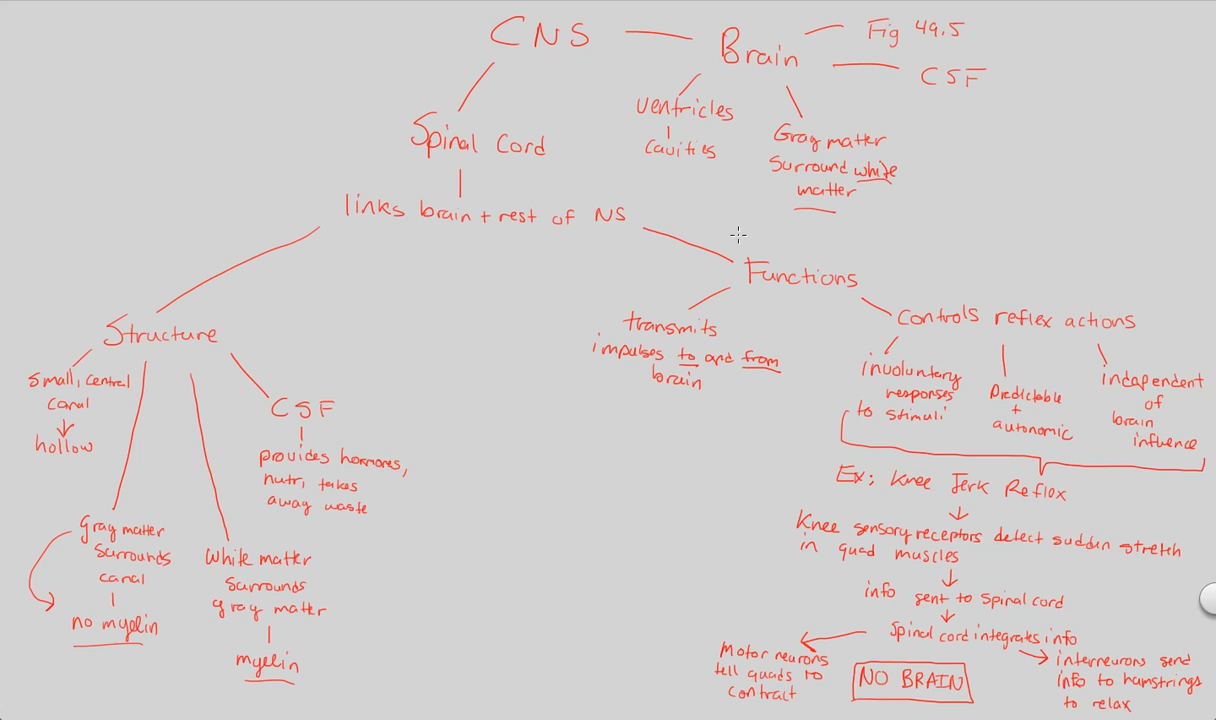 CNS
Brain
Fig 49.5
CSF
ventricles
cavities
Gray matter
surround white
matter
Spinal Cord
links brain + rest of NS
Structure
small, central
canal
hollow
Gray matter
surrounds
canal
no myelin
White matter
surrounds
gray matter
myelin
CSF
provides hormones,
nutri, takes
away waste
Functions
transmits
impulses to and from
brain
Controls reflex actions
involuntary
responses
to stimuli
Predictable
+
autonomic
indapendent
of
brain
influence
Ex: Knee Jerk Reflox
Knee sensory receptors detect sudden stretch
in quad muscles
info sent to spinal cord
Spinal cord integrates info
Motor neurons
tell quads to
contract
NO BRAIN
interneurons send
info to hamstrings
to relax